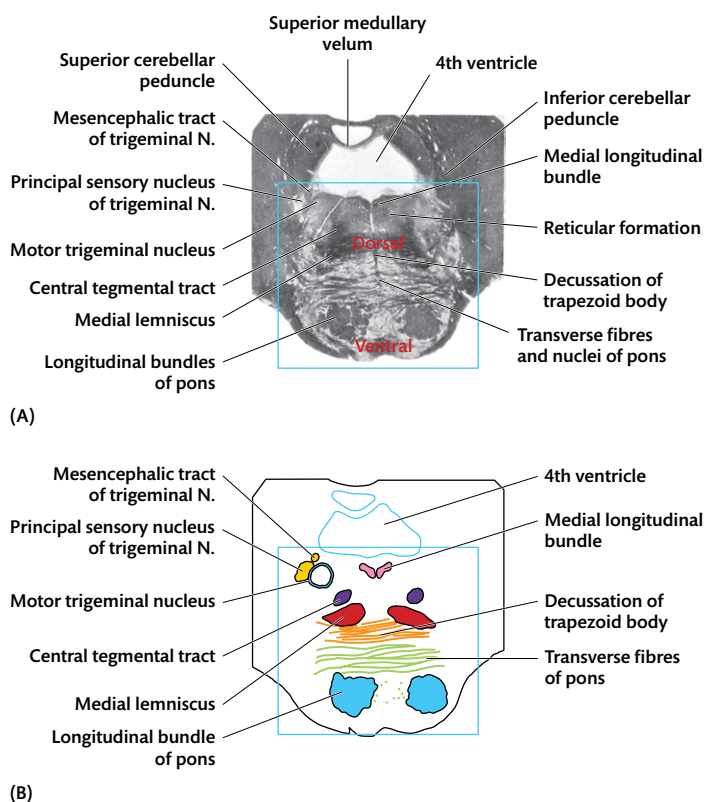 Superior medullary
velum
Superior cerebellar
peduncle
4th ventricle
Mesencephalic tract
of trigeminal N.
Inferior cerebellar
peduncle
Principal sensory nucleus
of trigeminal N.
Medial longitudinal
bundle
Motor trigeminal nucleus
Reticular formation
Dorsal
Central tegmental tract
Decussation of
trapezoid body
Medial lemniscus
Transverse fibres
and nuclei of pons
Longitudinal bundles
of pons
Ventral
(A)
Mesencephalic tract
of trigeminal N.
4th ventricle
Principal sensory nucleus
of trigeminal N.
Medial longitudinal
bundle
Motor trigeminal nucleus
Decussation of
trapezoid body
Central tegmental tract
Transverse fibres
of pons
Medial lemniscus
Longitudinal bundle
of pons
(B)